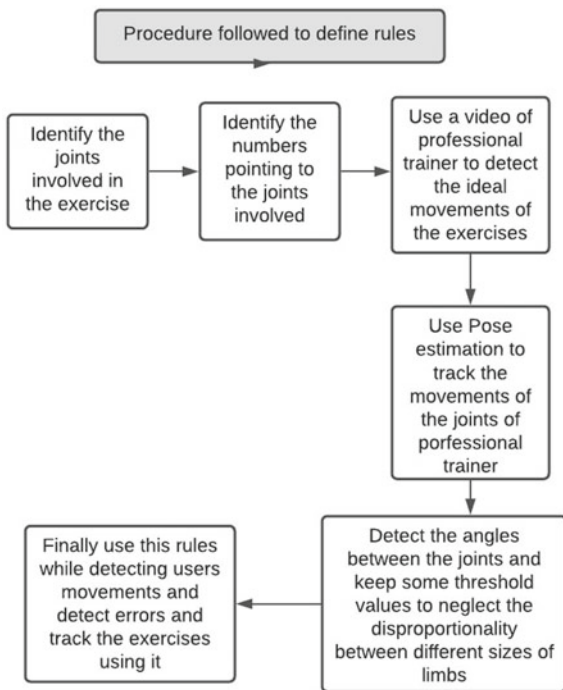 Procedure followed to define rules
Identify the
joints
involved in
the exercise
Identify the
numbers
pointing to
the joints
involved
Use a video of
professional
trainer to detect
the ideal
movements of
the exercises
Use Pose
estimation to
track the
movements of
the joints of
porfessional
trainer
Detect the angles
between the joints and
keep some threshold
values to neglect the
disproportionality
between different sizes of
limbs
Finally use this rules
while detecting users
movements and
detect errors and
track the exercises
using it